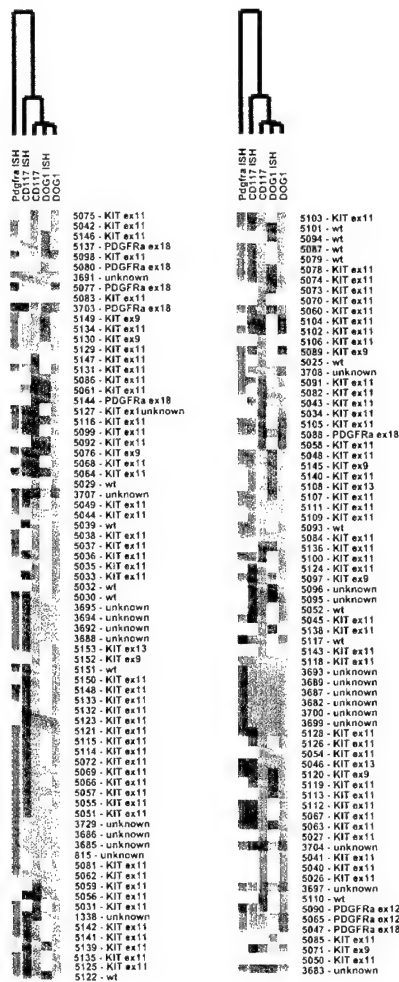 Pdgfra ISH
CD117 ISH
CD117
DOG1 ISH
DOG1
5075 - KIT ex11
5042 - KIT ex11
5146 - KIT ex11
5137 - PDGFRa ex18
5098 - KIT ex11
5080 - PDGFRa ex18
3691 - unknown
5077 - PDGFRa ex18
5083 - KIT ex11
3703 - PDGFRa ex18
5149 - KIT ex9
5134 - KIT ex11
5130 - KIT ex9
5129 - KIT ex11
5147 - KIT ex11
5131 - KIT ex11
5086 - KIT ex11
5061 - KIT ex11
5144 - PDGFRa ex18
5127 - KIT ex1unknown
5116 - KIT ex11
5099 - KIT ex11
5092 - KIT ex11
5076 - KIT ex9
5068 - KIT ex11
5064 - KIT ex11
5029 - wt
3707 - unknown
5049 - KIT ex11
5044 - KIT ex11
5039 - wt
5038 - KIT ex11
5037 - KIT ex11
5036 - KIT ex11
5035 - KIT ex11
5033 - KIT ex11
5032 - wt
5030 - wt
3695 - unknown
3694 - unknown
3692 - unknown
3688 - unknown
5153 - KIT ex13
5152 - KIT ex9
5151 - wt
5150 - KIT ex11
5148 - KIT ex11
5133 - KIT ex11
5132 - KIT ex11
5123 - KIT ex11
5121 - KIT ex11
5115 - KIT ex11
5114 - KIT ex11
5072 - KIT ex11
5069 - KIT ex11
5066 - KIT ex11
5057 - KIT ex11
5055 - KIT ex11
5051 - KIT ex11
3729 - unknown
3686 - unknown
3685 - unknown
815 - unknown
5081 - KIT ex11
5062 - KIT ex11
5059 - KIT ex11
5056 - KIT ex11
5031 - KIT ex11
1338 - unknown
5142 - KIT ex11
5141 - KIT ex11
5139 - KIT ex11
5135 - KIT ex11
5125 - KIT ex11
5122 - wt
Pdgfra ISH
CD117 ISH
CD117
DOG1 ISH
DOG1
5103 - KIT ex11
5101 - wt
5094 - wt
5087 - wt
5079 - wt
5078 - KIT ex11
5074 - KIT ex11
5073 - KIT ex11
5070 - KIT ex11
5060 - KIT ex11
5104 - KIT ex11
5102 - KIT ex11
5106 - KIT ex11
5089 - KIT ex9
5025 - wt
3708 - unknown
5091 - KIT ex11
5082 - KIT ex11
5043 - KIT ex11
5034 - KIT ex11
5105 - KIT ex11
5088 - PDGFRa ex18
5058 - KIT ex11
5048 - KIT ex11
5145 - KIT ex9
5140 - KIT ex11
5108 - KIT ex13
5107 - KIT ex11
5111 - KIT ex11
5109 - KIT ex11
5093 - wt
5084 - KIT ex11
5136 - KIT ex11
5100 - KIT ex11
5124 - KIT ex11
5097 - KIT ex9
5096 - unknown
5095 - unknown
5052 - wt
5045 - KIT ex11
5138 - KIT ex11
5117 - wt
5143 - KIT ex11
5118 - KIT ex11
3693 - unknown
3689 - unknown
3687 - unknown
3682 - unknown
3700 - unknown
3699 - unknown
5128 - KIT ex11
5126 - KIT ex11
5054 - KIT ex11
5046 - KIT ex13
5120 - KIT ex9
5119 - KIT ex11
5113 - KIT ex11
5112 - KIT ex11
5067 - KIT ex11
5063 - KIT ex11
5027 - KIT ex11
3704 - unknown
5041 - KIT ex11
5040 - KIT ex11
5026 - KIT ex11
3697 - unknown
5110 - wt
5090 - PDGFRa ex12
5065 - PDGFRa ex12
5047 - PDGFRa ex18
5085 - KIT ex11
5071 - KIT ex9
5050 - KIT ex11
3683 - unknown